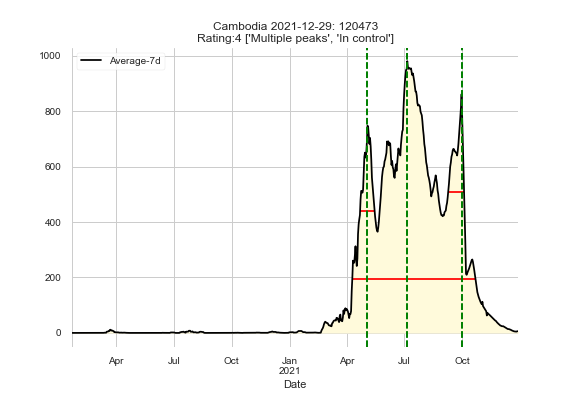 Cambodia 2021-12-29: 120473
Rating:4 ['Multiple peaks', 'In control']
Average-7d
1000
800
600
400
200
0
Apr Jul Oct Jan Apr Jul Oct
2021
Date